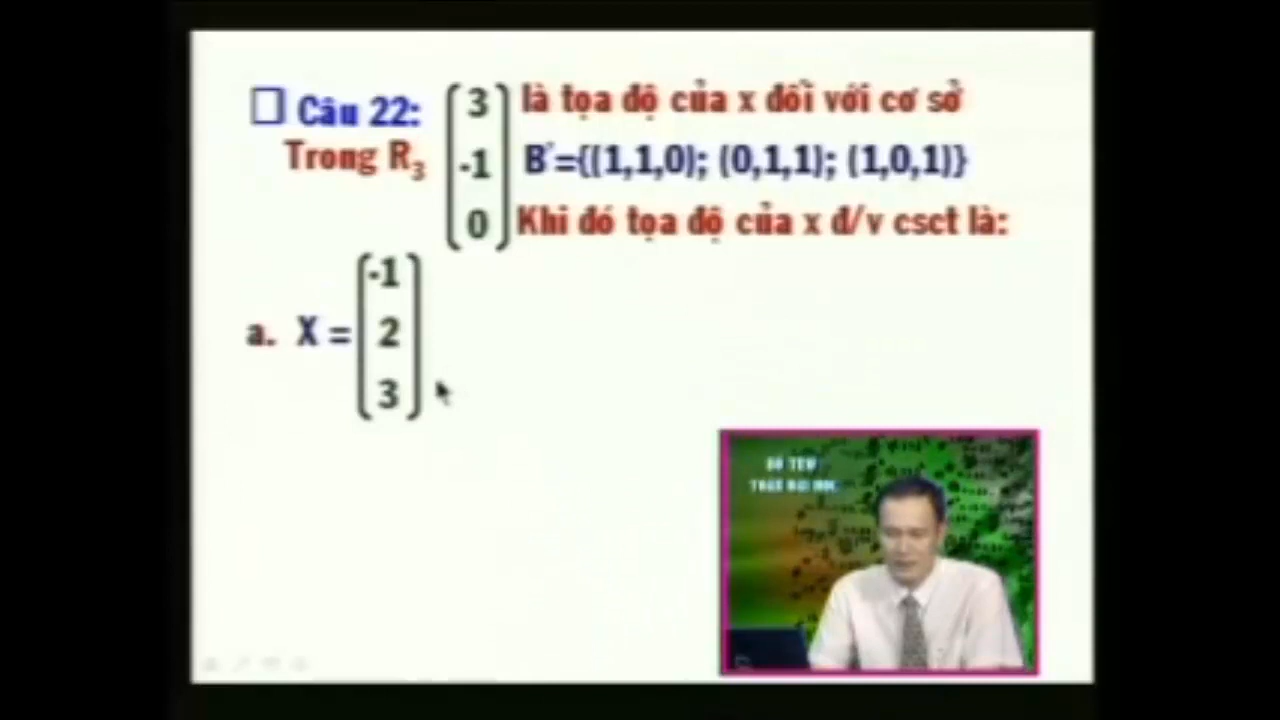 Câu 22:
Trong R3
3
-1
0
là tọa độ của x đối với cơ sở
B'={(1,1,0); (0,1,1); (1,0,1)}
Khi đó tọa độ của x đ/v csct là:
a. X =
-1
2
3